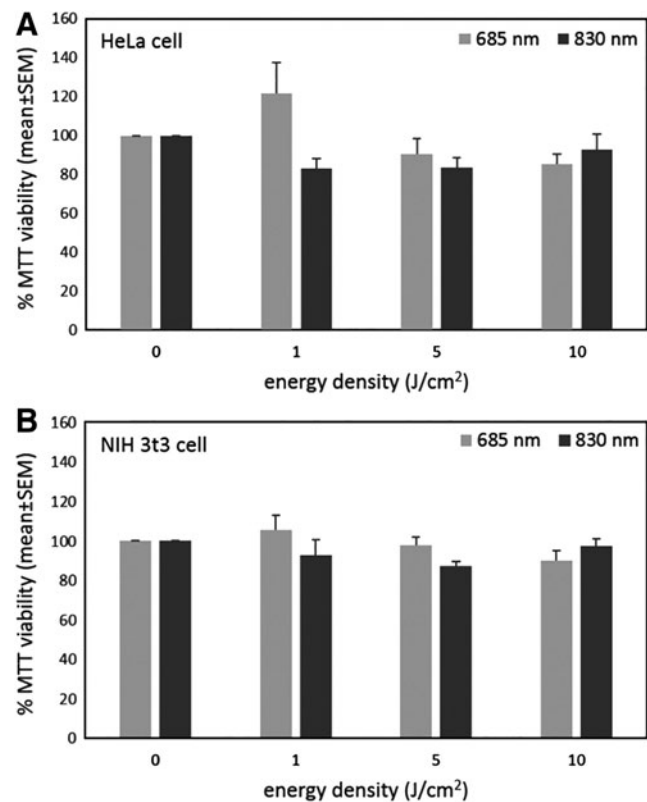 A
% MTT viability (mean±SEM)
160
140
120
100
80
60
40
20
0
HeLa cell
685 nm 830 nm
0 1 5 10
energy density (J/cm²)
B
% MTT viability (mean±SEM)
160
140
120
100
80
60
40
20
0
NIH 3t3 cell
685 nm 830 nm
0 1 5 10
energy density (J/cm²)